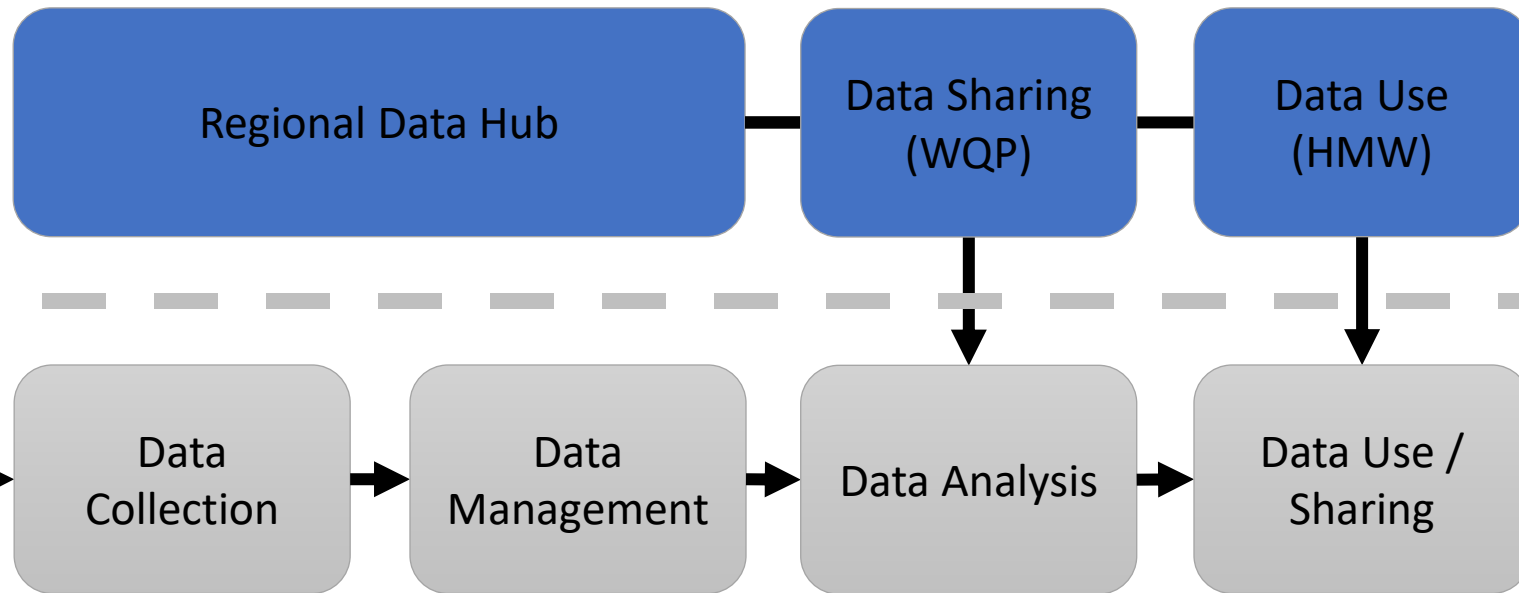 Regional Data Hub
Data Sharing
(WQP)
Data Use
(HMW)
Data
Collection
Data
Management
Data Analysis
Data Use /
Sharing